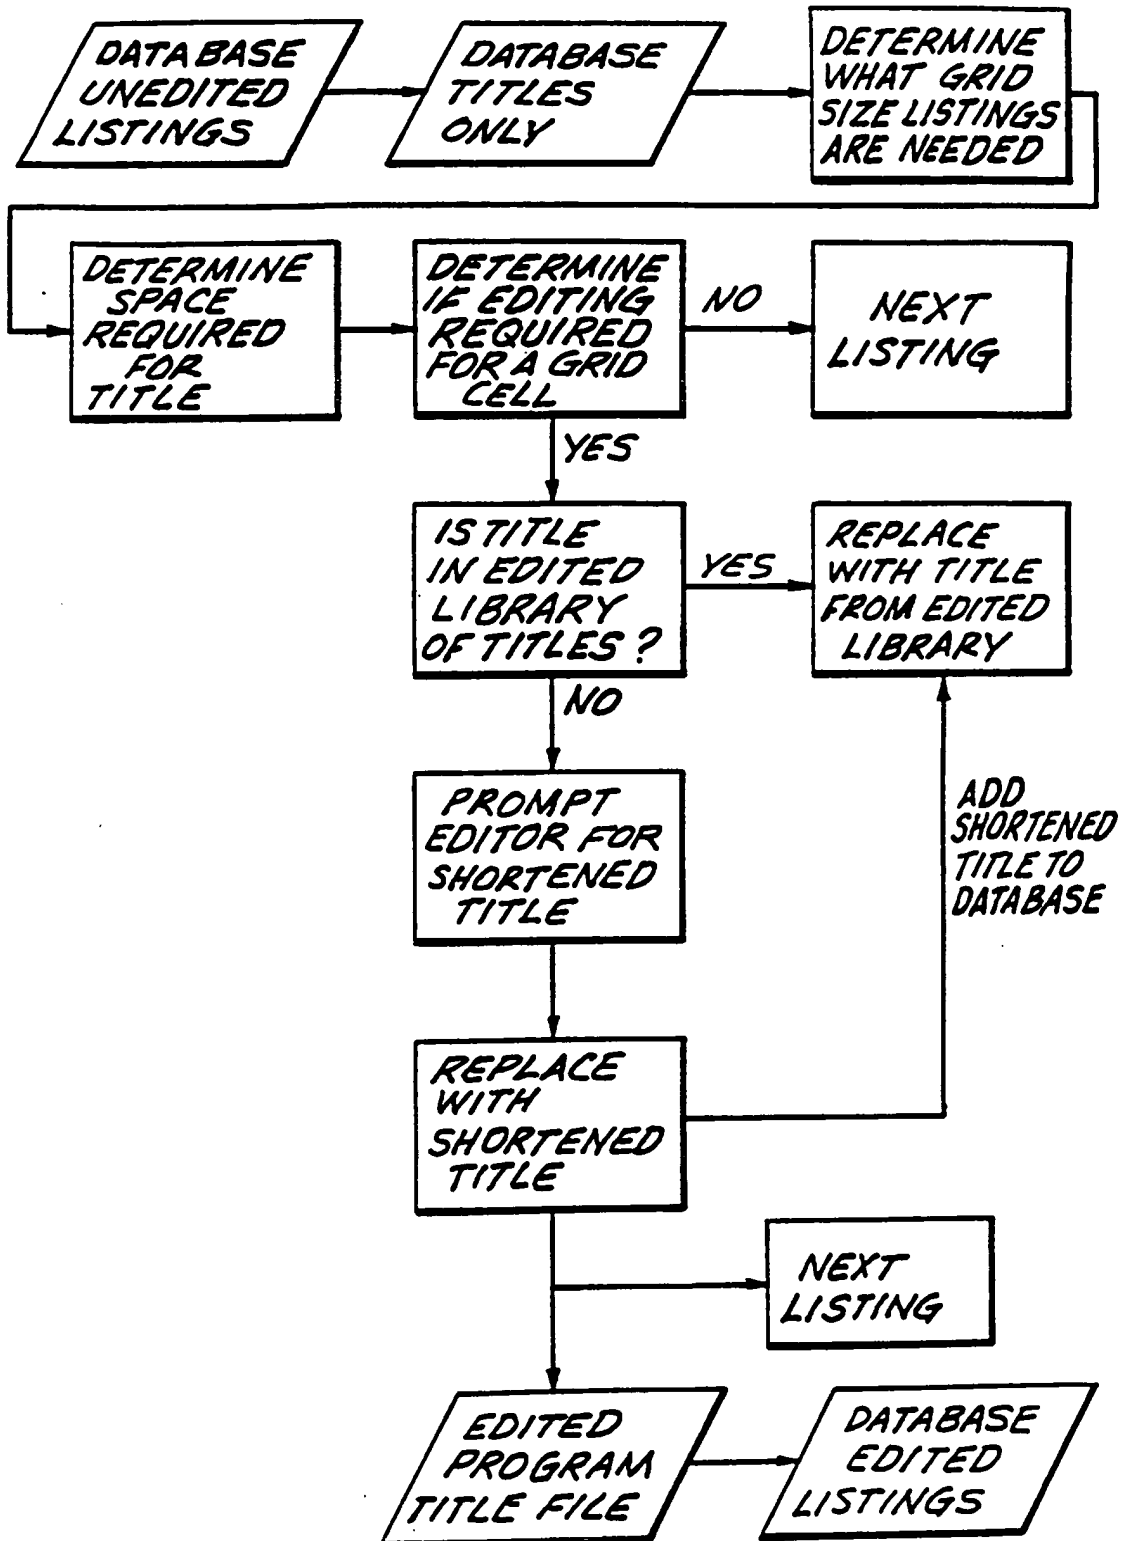 DATABASE
UNEDITED
LISTINGS
DATABASE
TITLES
ONLY
DETERMINE
WHAT GRID
SIZE LISTINGS
ARE NEEDED
DETERMINE
SPACE
REQUIRED
FOR
TITLE
DETERMINE
IF EDITING
REQUIRED
FOR A GRID
CELL
NO
NEXT
LISTING
YES
IS TITLE
IN EDITED
LIBRARY
OF TITLES?
YES
REPLACE
WITH TITLE
FROM EDITED
LIBRARY
NO
PROMPT
EDITOR FOR
SHORTENED
TITLE
ADD
SHORTENED
TITLE TO
DATABASE
REPLACE
WITH
SHORTENED
TITLE
NEXT
LISTING
EDITED
PROGRAM
TITLE FILE
DATABASE
EDITED
LISTINGS